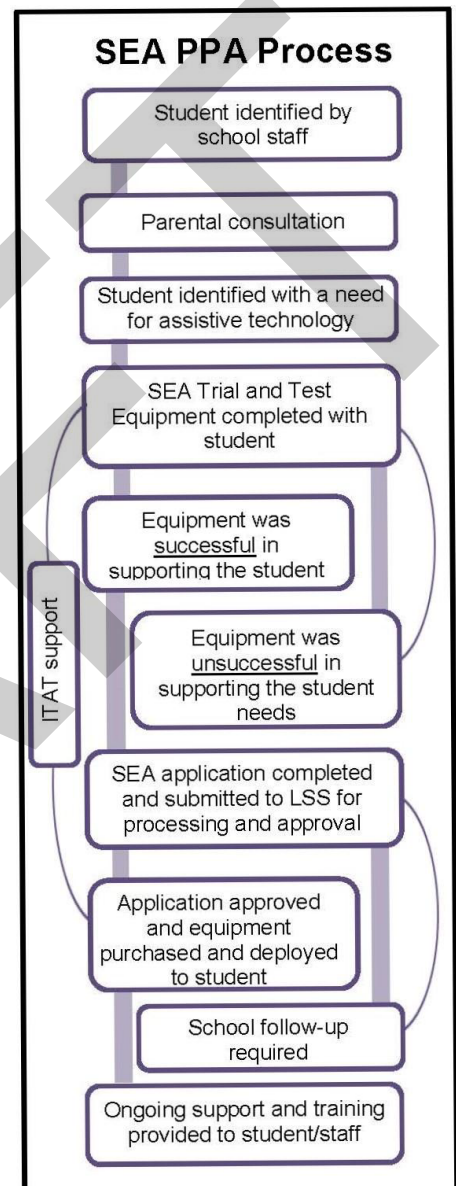 SEA PPA Process
Student identified by
school staff
Parental consultation
Student identified with a need
for assistive technology
SEA Trial and Test
Equipment completed with
student
Equipment was
successful in
supporting the student
Equipment was
unsuccessful in
supporting the student
needs
ITAT support
SEA application completed
and submitted to LSS for
processing and approval
Application approved
and equipment
purchased and deployed
to student
School follow-up
required
Ongoing support and training
provided to student/staff